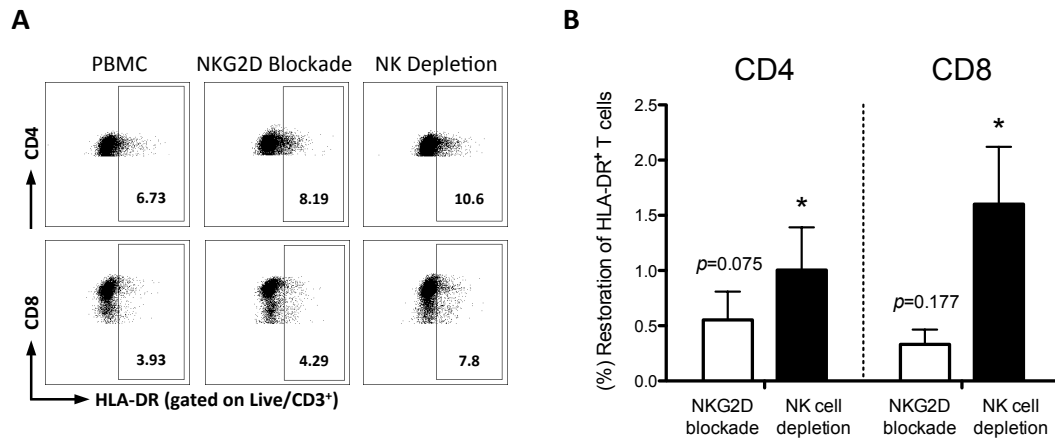 A
PBMC NKG2D Blockade NK Depletion
CD4
6.73 8.19 10.6
CD8
3.93 4.29 7.8
HLA-DR (gated on Live/CD3⁺)
B
CD4 CD8
(%) Restoration of HLA-DR⁺ T cells
2.5
2.0
1.5
1.0
0.5
0.0
p=0.075 * p=0.177 *
NKG2D blockade
NK cell depletion
NKG2D blockade
NK cell depletion